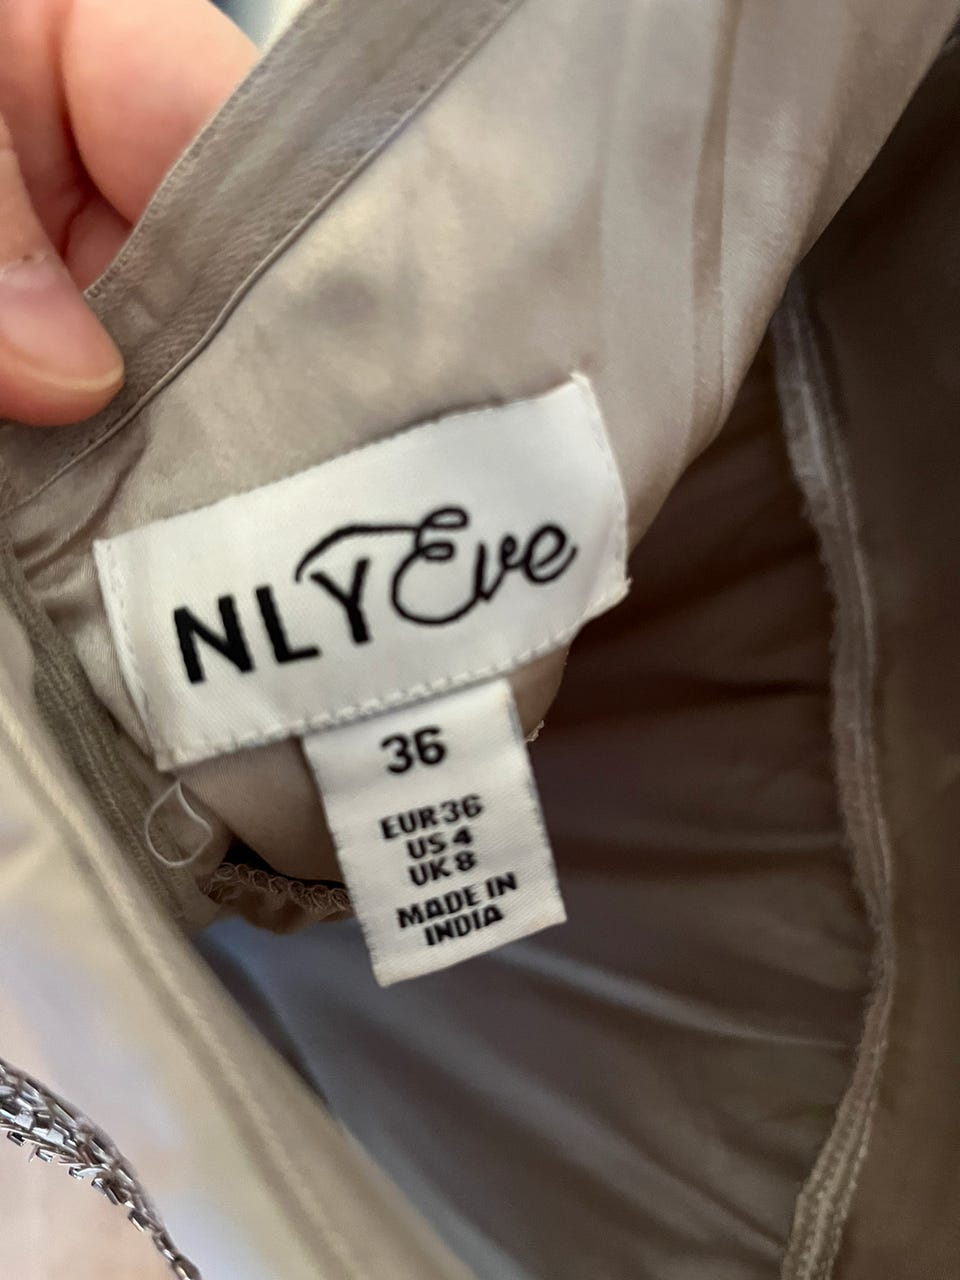 NLY Eve
36
EUR36
US 4
UK 8
MADE IN
INDIA